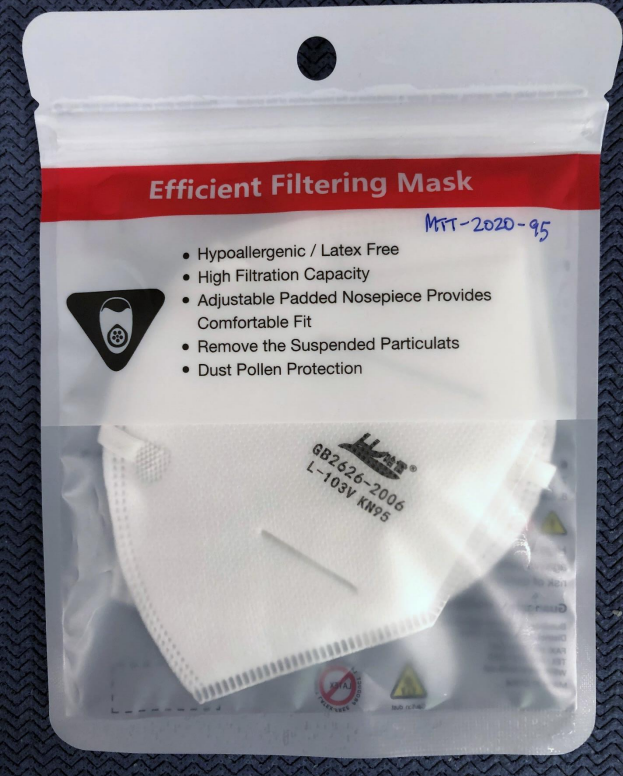 Efficient Filtering Mask
MTT-2020-95
• Hypoallergenic / Latex Free
• High Filtration Capacity
• Adjustable Padded Nosepiece Provides
Comfortable Fit
• Remove the Suspended Particulats
• Dust Pollen Protection
GB2626-2006
L-103V KN95
LATEX